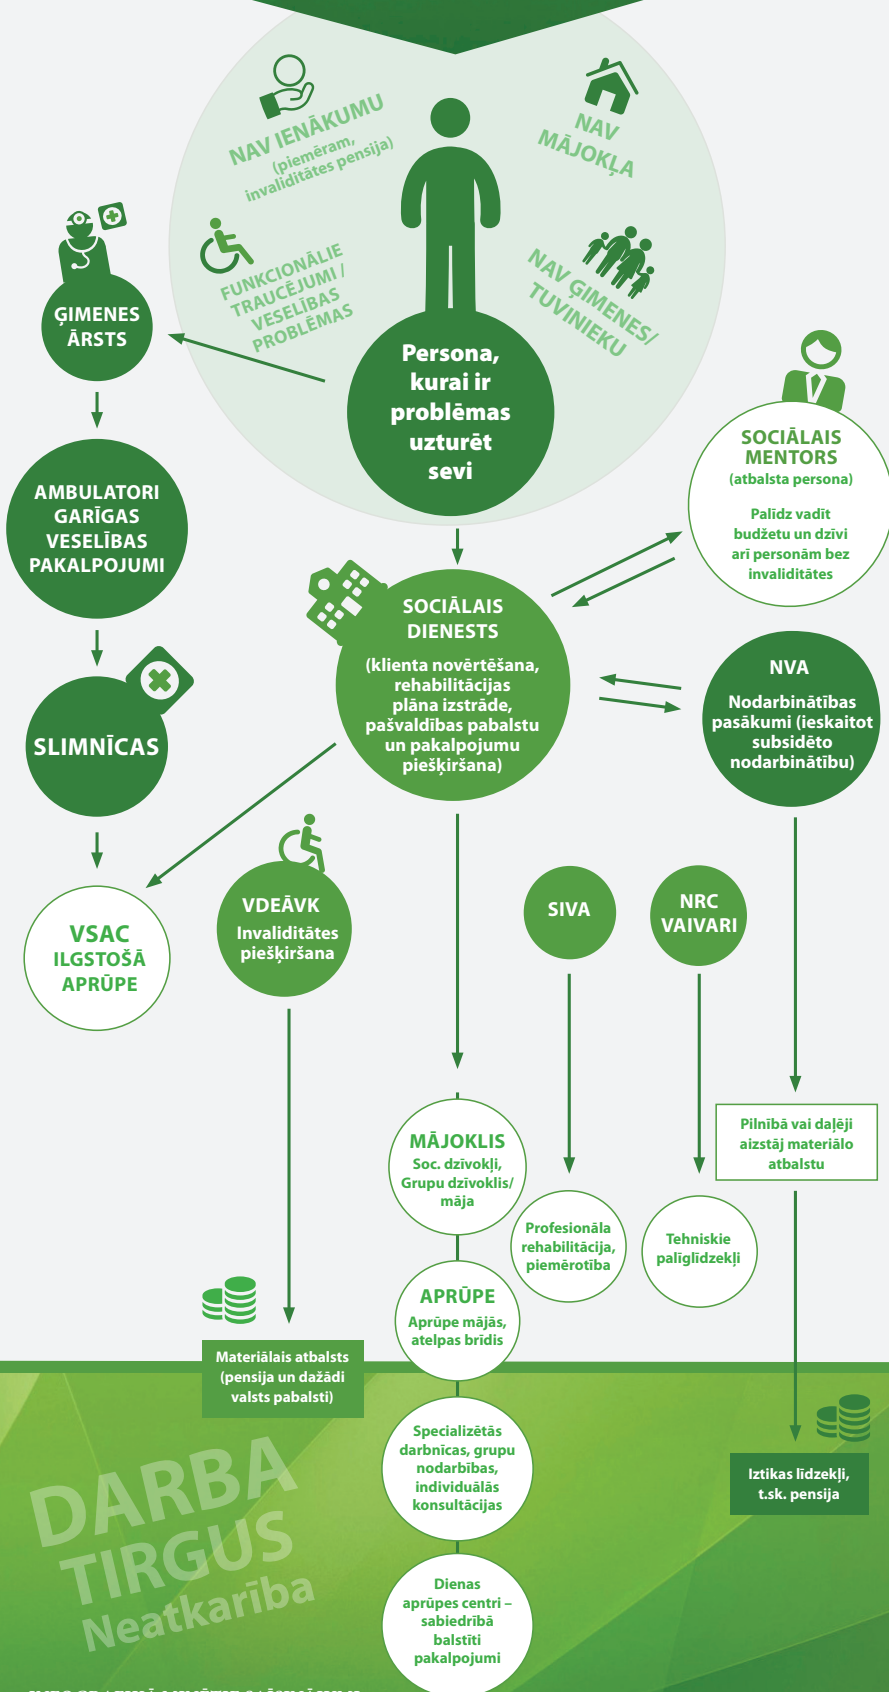 NAV IENĀKUMU
(piemēram,
invaliditātes pensija)
NAV
MĀJOKĻA
FUNKCIONĀLIE
TRAUCĒJUMI /
VESELĪBAS
PROBLĒMAS
NAV ĢIMENES/
TUVINIEKU
ĢIMENES
ĀRSTS
Persona,
kurai ir
problēmas
uzturēt
sevi
SOCIĀLAIS
MENTORS
(atbalsta persona)
Palīdz vadīt
budžetu un dzīvi
arī personām bez
invaliditātes
AMBULATORI
GARĪGAS
VESELĪBAS
PAKALPOJUMI
SOCIĀLAIS
DIENESTS
(klienta novērtēšana,
rehabilitācijas
plāna izstrāde,
pašvaldības pabalstu
un pakalpojumu
piešķiršana)
NVA
Nodarbinātības
pasākumi (ieskaitot
subsidēto
nodarbinātību)
SLIMNĪCAS
VSAC
ILGSTOŠĀ
APRŪPE
VDEĀVK
Invaliditātes
piešķiršana
SIVA
NRC
VAIVARI
MĀJOKLIS
Soc. dzīvokļi,
Grupu dzīvoklis/
māja
Pilnībā vai daļēji
aizstāj materiālo
atbalstu
Profesionāla
rehabilitācija,
piemērotība
Tehniskie
palīglīdzekļi
APRŪPE
Aprūpe mājās,
atelpas brīdis
Materiālais atbalsts
(pensija un dažādi
valsts pabalsti)
Specializētās
darbnīcas, grupu
nodarbības,
individuālās
konsultācijas
Iztikas līdzekļi,
t.sk. pensija
DARBA
TIRGUS
Neatkarība
Dienas
aprūpes centri –
sabiedrībā
balstīti
pakalpojumi